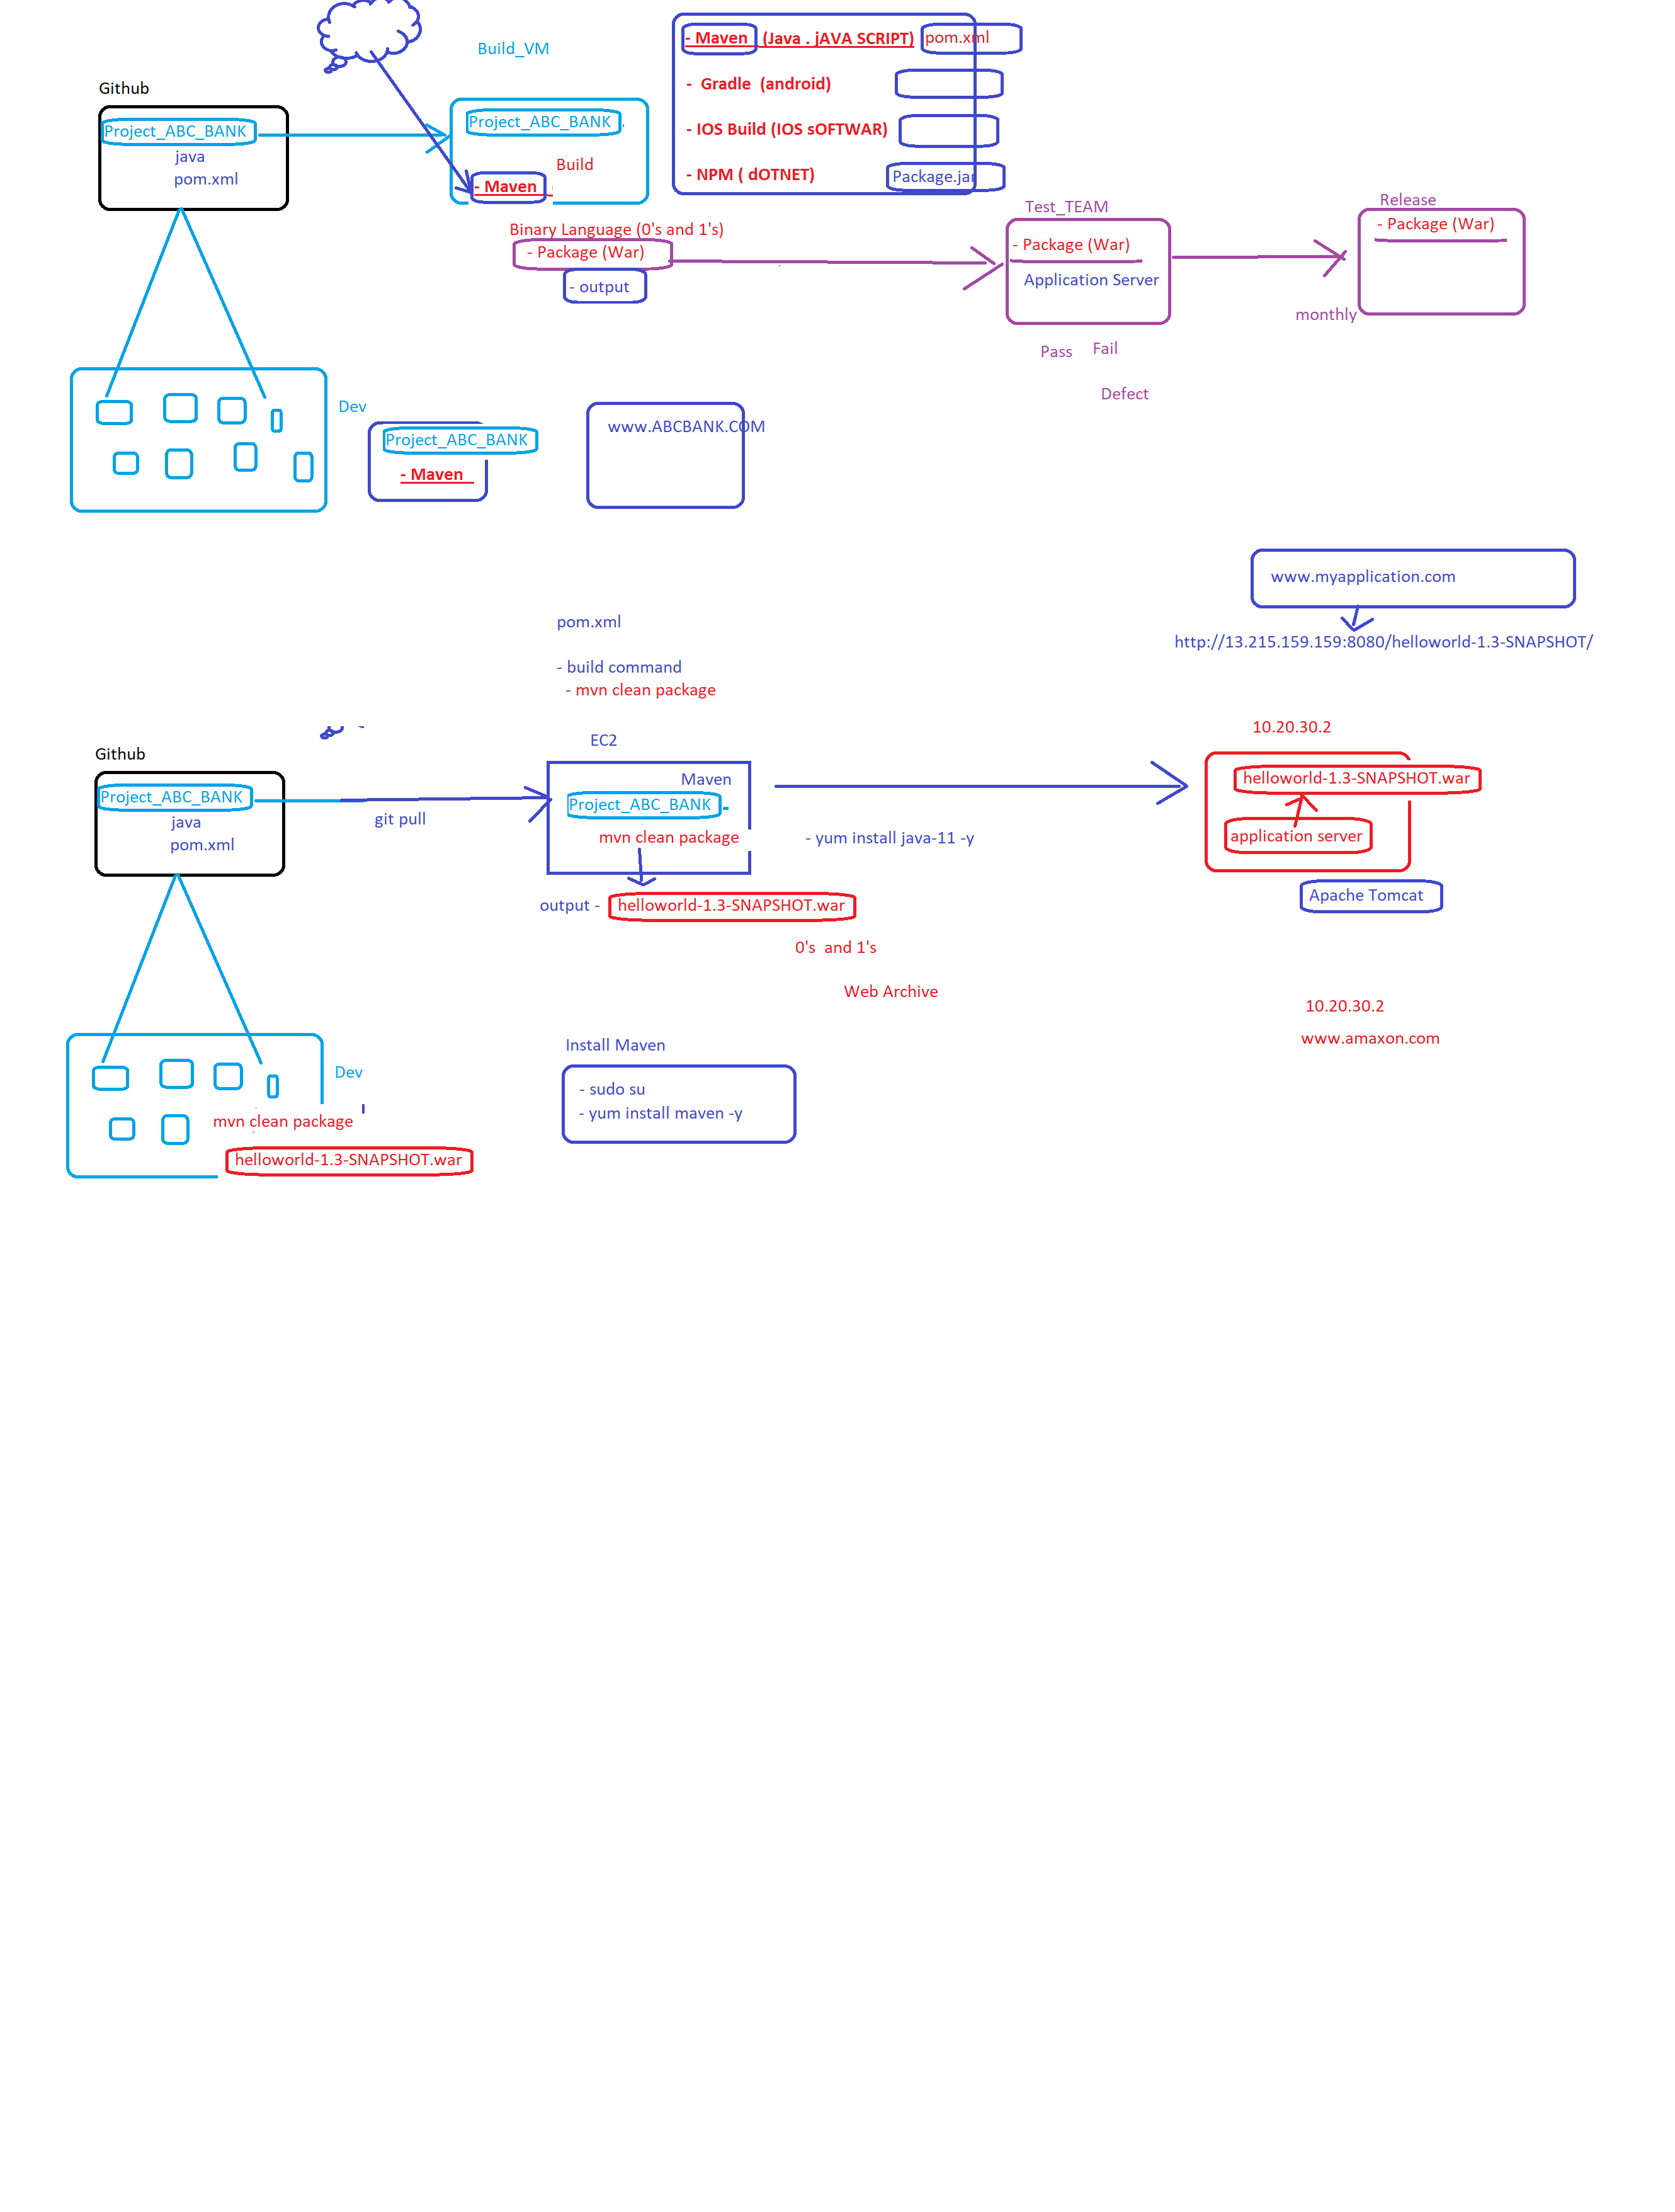 Build_VM
- Maven (Java . jAVA SCRIPT) pom.xml
- Gradle (android)
- IOS Build (IOS sOFTWAR)
- NPM ( dOTNET) Package.jar
Github
Project_ABC_BANK
java
pom.xml
Project_ABC_BANK
Build
- Maven
Binary Language (0's and 1's)
- Package (War)
- output
Test_TEAM
- Package (War)
Application Server
Pass Fail
Defect
Release
- Package (War)
monthly
Dev
Project_ABC_BANK
- Maven
www.ABCBANK.COM
www.myapplication.com
http://13.215.159.159:8080/helloworld-1.3-SNAPSHOT/
pom.xml
- build command
- mvn clean package
EC2
Github
Project_ABC_BANK
java
pom.xml
git pull
Maven
Project_ABC_BANK
mvn clean package
- yum install java-11 -y
output - helloworld-1.3-SNAPSHOT.war
0's and 1's
Web Archive
10.20.30.2
helloworld-1.3-SNAPSHOT.war
application server
Apache Tomcat
10.20.30.2
www.amaxon.com
Dev
mvn clean package
helloworld-1.3-SNAPSHOT.war
Install Maven
- sudo su
- yum install maven -y